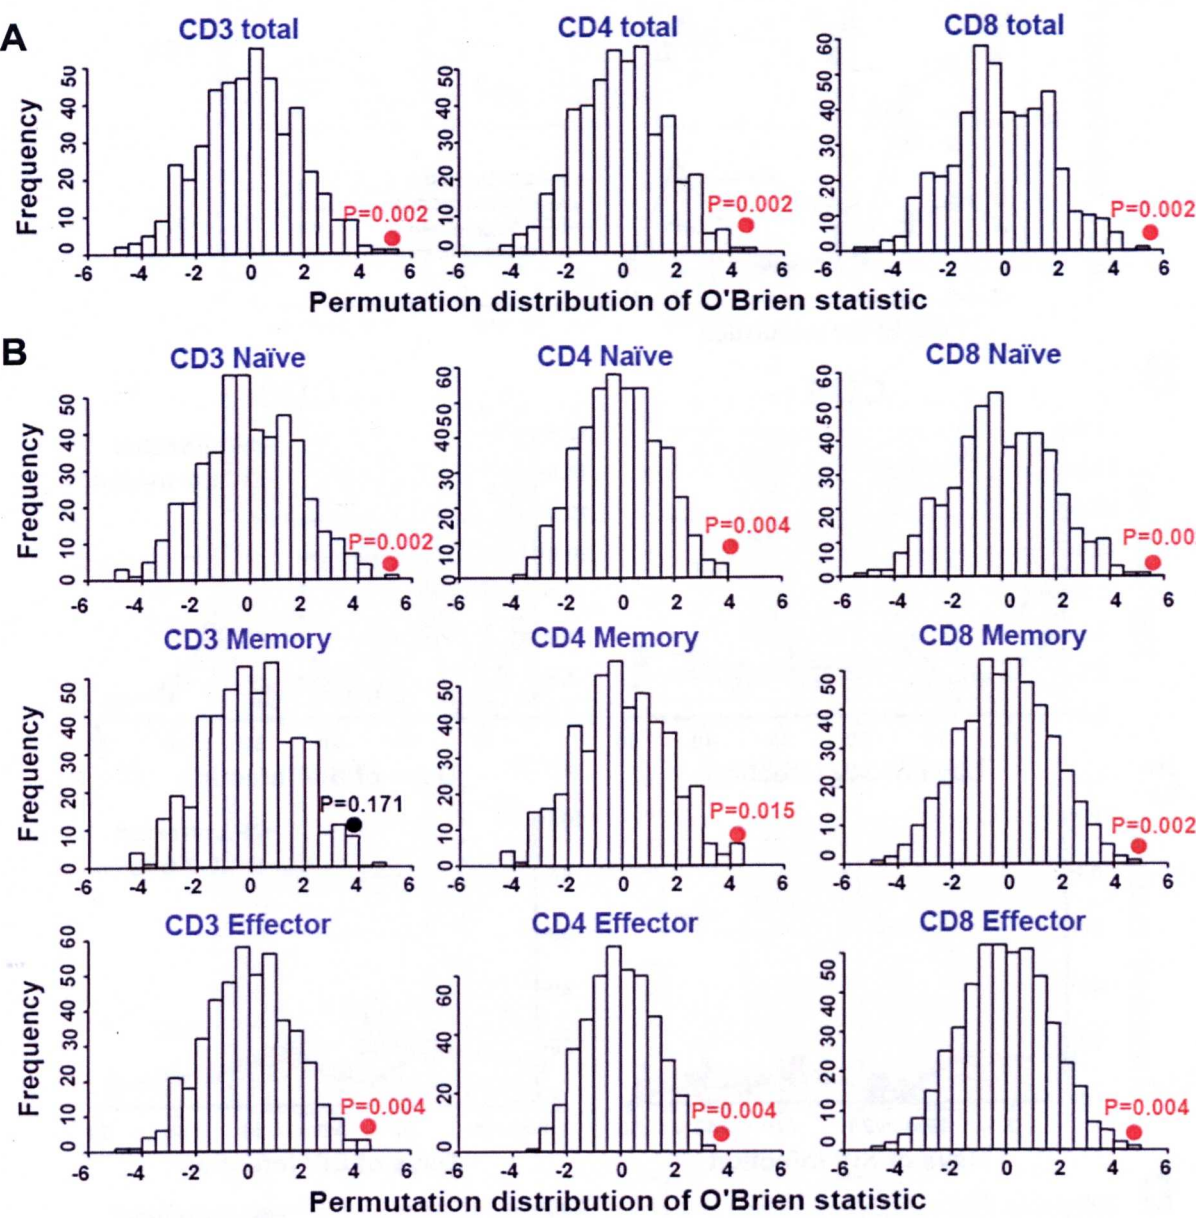 A
CD3 total CD4 total CD8 total
Frequency
0 10 20 30 40 50
-6 -4 -2 0 2 4 6
P=0.002
0 10 20 30 40 50
-6 -4 -2 0 2 4 6
P=0.002
0 10 20 30 40 50 60
-6 -4 -2 0 2 4 6
P=0.002
Permutation distribution of O'Brien statistic
B
CD3 Naïve CD4 Naïve CD8 Naïve
Frequency
0 10 20 30 40 50
-6 -4 -2 0 2 4 6
P=0.002
0 10 20 30 40 50 60
-6 -4 -2 0 2 4 6
P=0.004
0 10 20 30 40 50 60
-6 -4 -2 0 2 4 6
P=0.00
CD3 Memory CD4 Memory CD8 Memory
Frequency
0 10 20 30 40 50
-6 -4 -2 0 2 4 6
P=0.171
0 10 20 30 40 50
-6 -4 -2 0 2 4 6
P=0.015
0 10 20 30 40 50
-6 -4 -2 0 2 4 6
P=0.002
CD3 Effector CD4 Effector CD8 Effector
Frequency
0 10 20 30 40 50 60
-6 -4 -2 0 2 4 6
P=0.004
0 20 40 60
-6 -4 -2 0 2 4 6
P=0.004
0 10 20 30 40 50
-6 -4 -2 0 2 4 6
P=0.004
Permutation distribution of O'Brien statistic